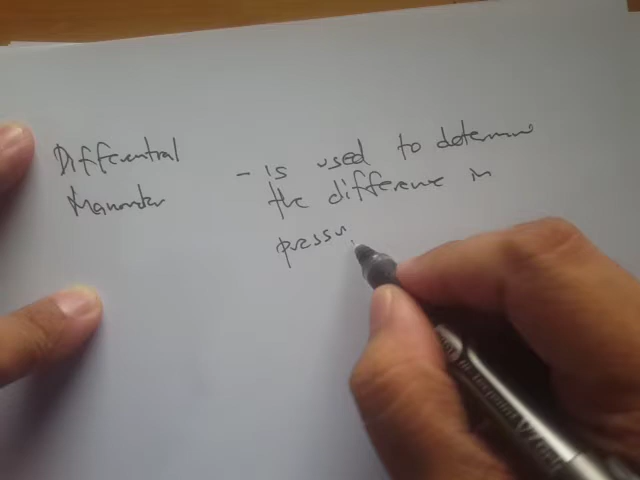 Differential
Manometer
- is used to determine
the difference in
pressu